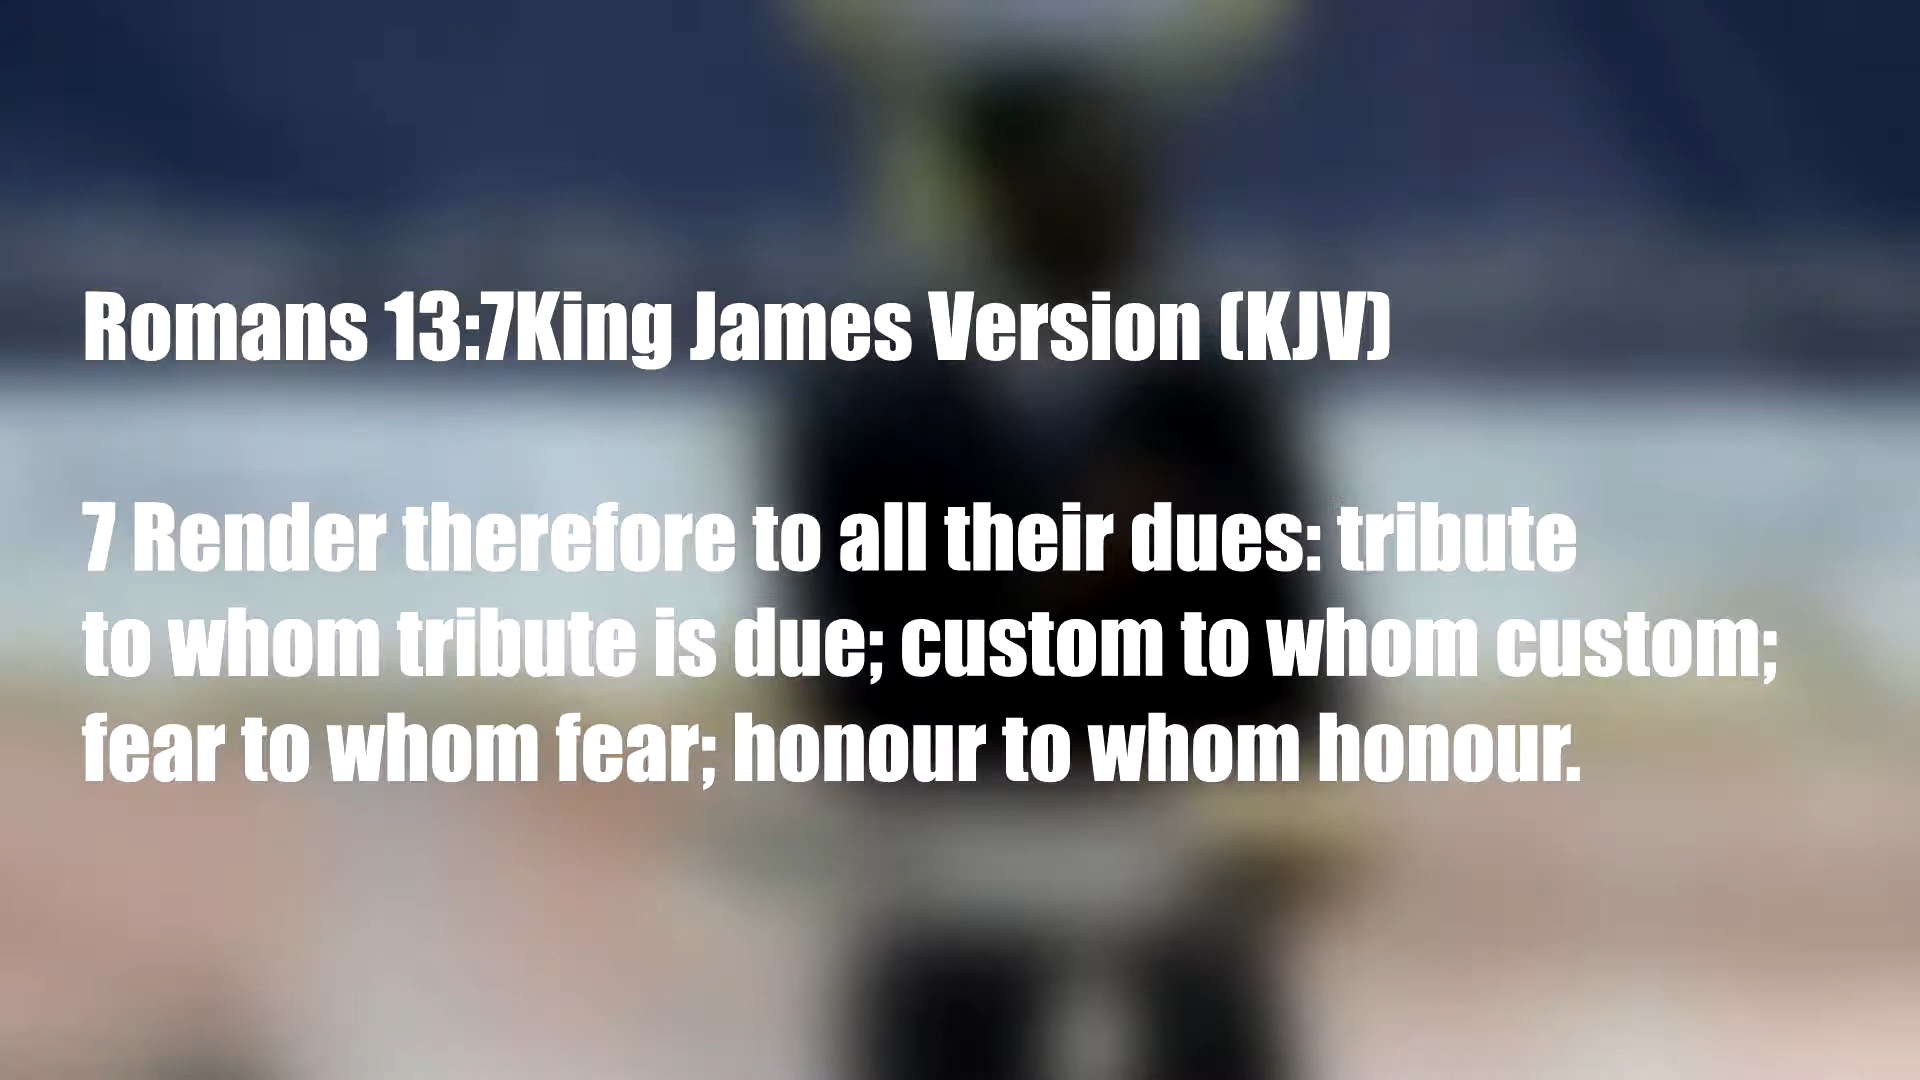 Romans 13:7King James Version (KJV)
7 Render therefore to all their dues: tribute
to whom tribute is due; custom to whom custom;
fear to whom fear; honour to whom honour.